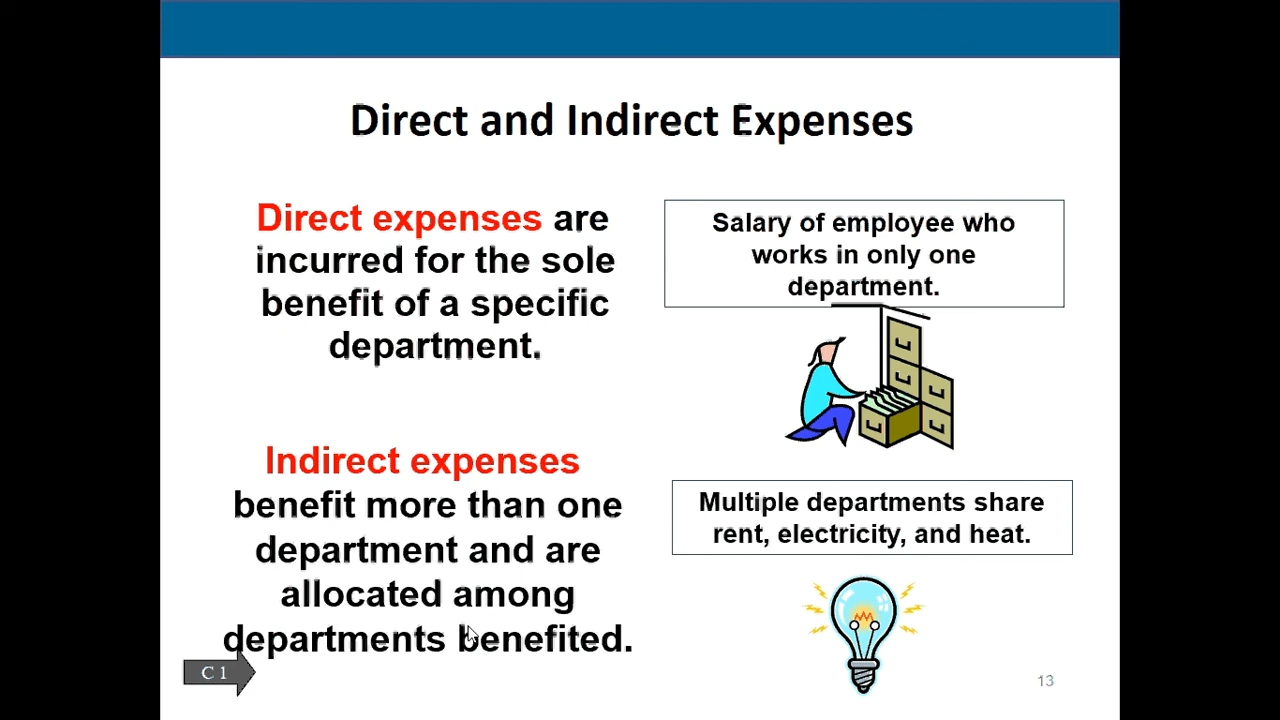 Direct and Indirect Expenses
Direct expenses are
incurred for the sole
benefit of a specific
department.
Salary of employee who
works in only one
department.
Indirect expenses
benefit more than one
department and are
allocated among
departments benefited.
Multiple departments share
rent, electricity, and heat.
C 1
13